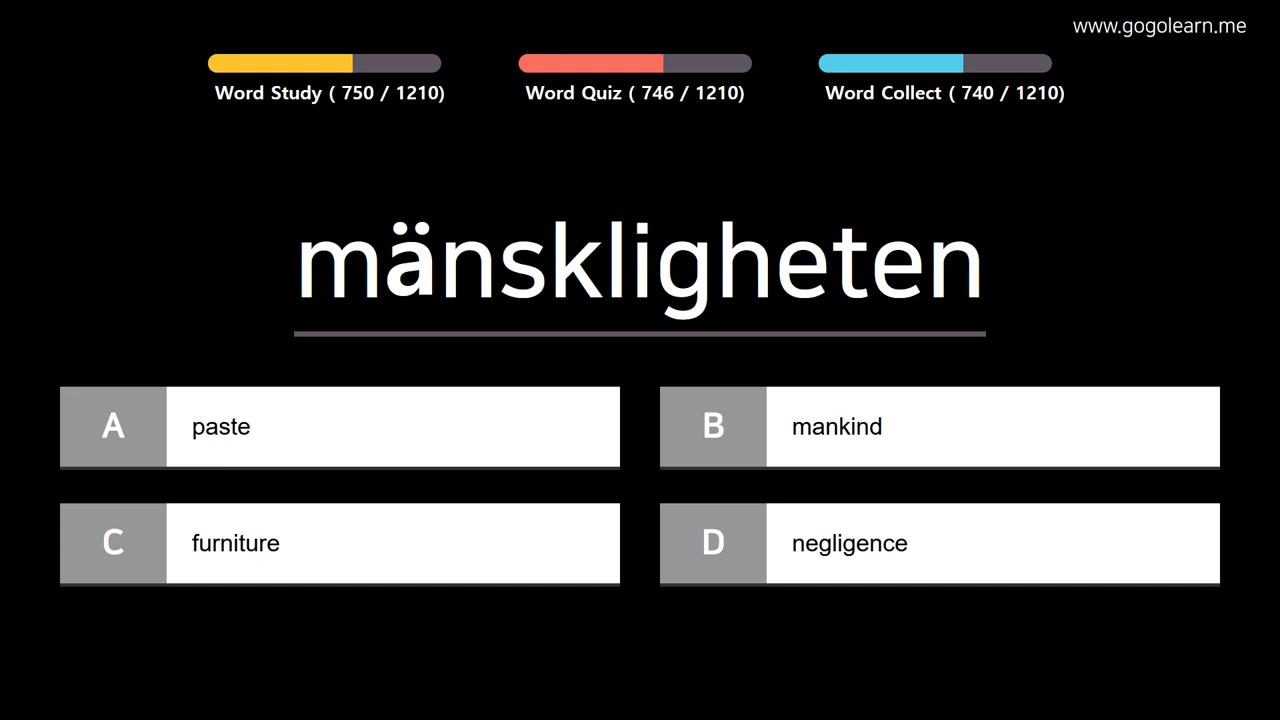 www.gogolearn.me
Word Study ( 750 / 1210)
Word Quiz ( 746 / 1210)
Word Collect ( 740 / 1210)
mänskligheten
A paste
B mankind
C furniture
D negligence